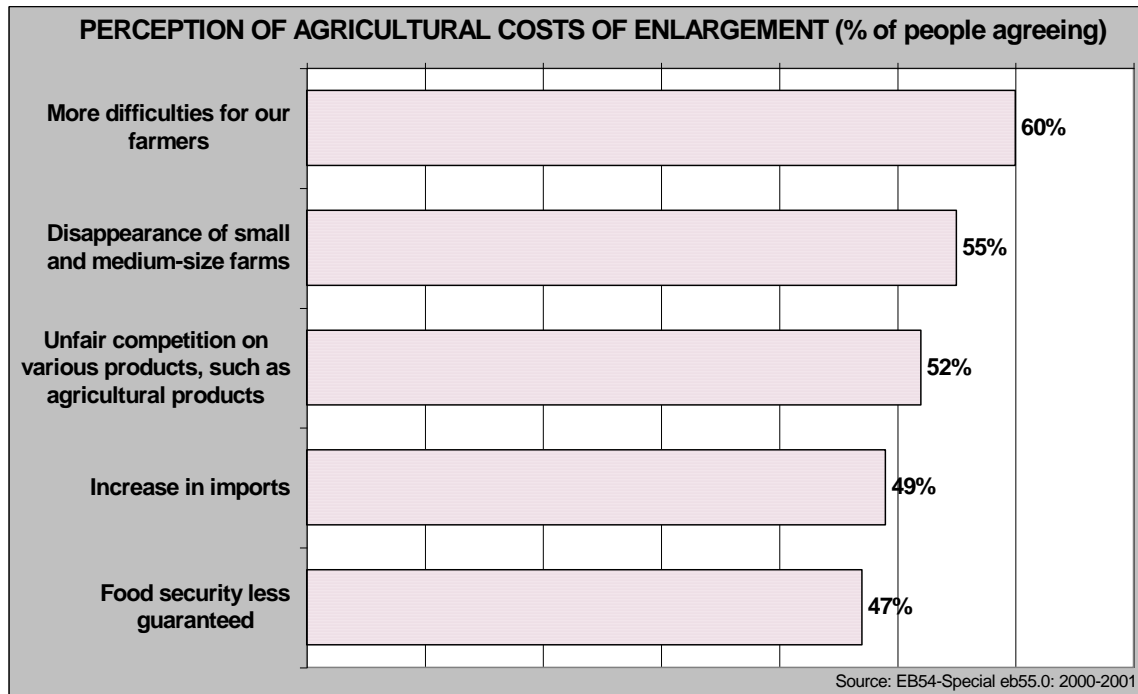 PERCEPTION OF AGRICULTURAL COSTS OF ENLARGEMENT (% of people agreeing)
More difficulties for our
farmers
60%
Disappearance of small
and medium-size farms
55%
Unfair competition on
various products, such as
agricultural products
52%
Increase in imports
49%
Food security less
guaranteed
47%
Source: EB54-Special eb55.0: 2000-2001